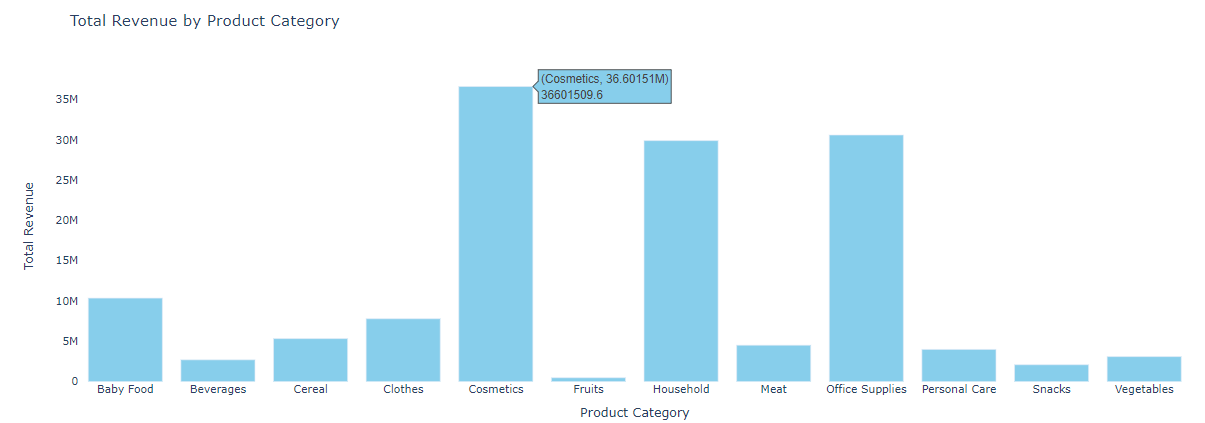 Total Revenue by Product Category
(Cosmetics, 36.60151M)
36601509.6
35M
30M
25M
20M
15M
10M
5M
0
Total Revenue
Baby Food
Beverages
Cereal
Clothes
Cosmetics
Fruits
Household
Meat
Office Supplies
Personal Care
Snacks
Vegetables
Product Category